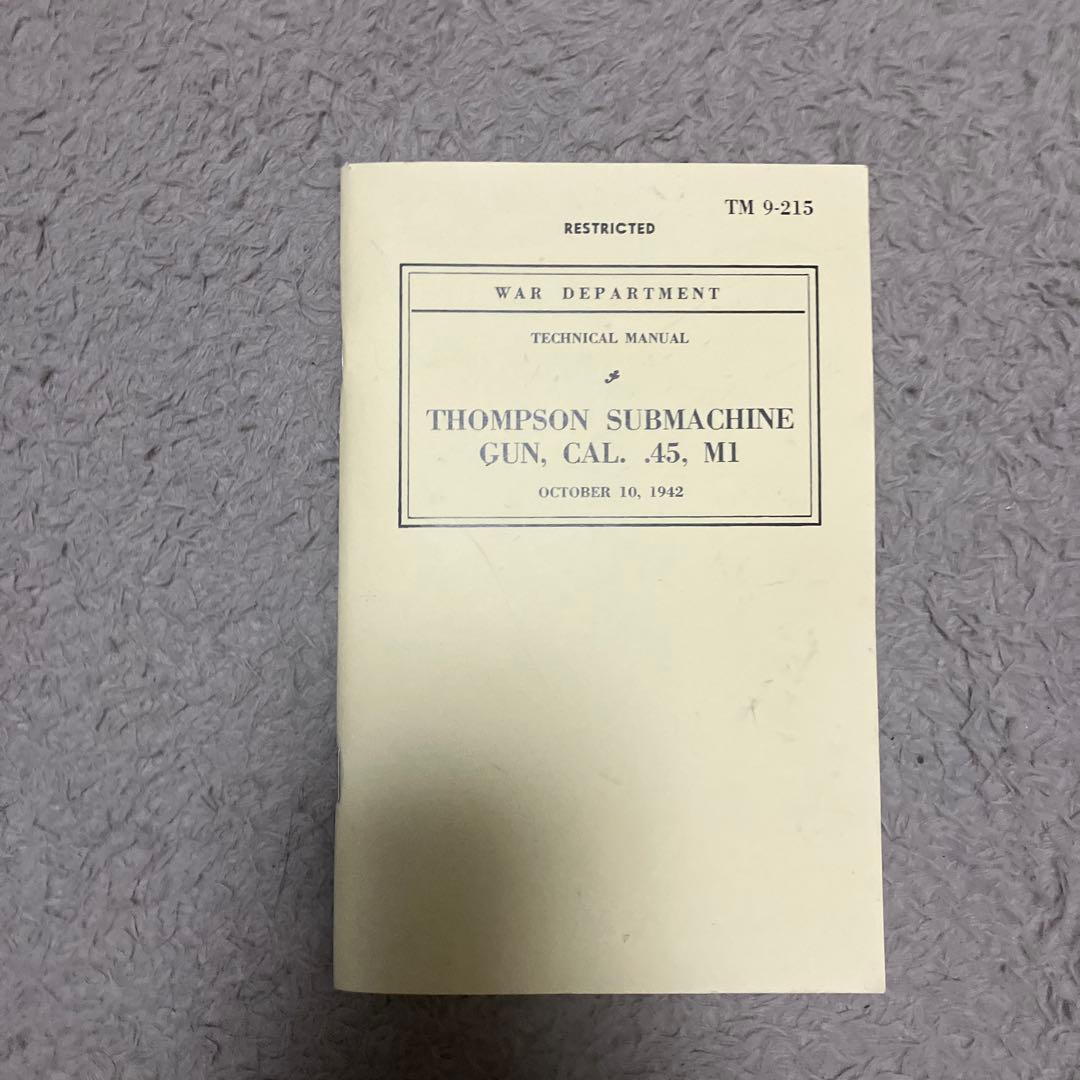 TM 9-215
RESTRICTED
WAR DEPARTMENT
TECHNICAL MANUAL
THOMPSON SUBMACHINE
GUN, CAL. .45, M1
OCTOBER 10, 1942